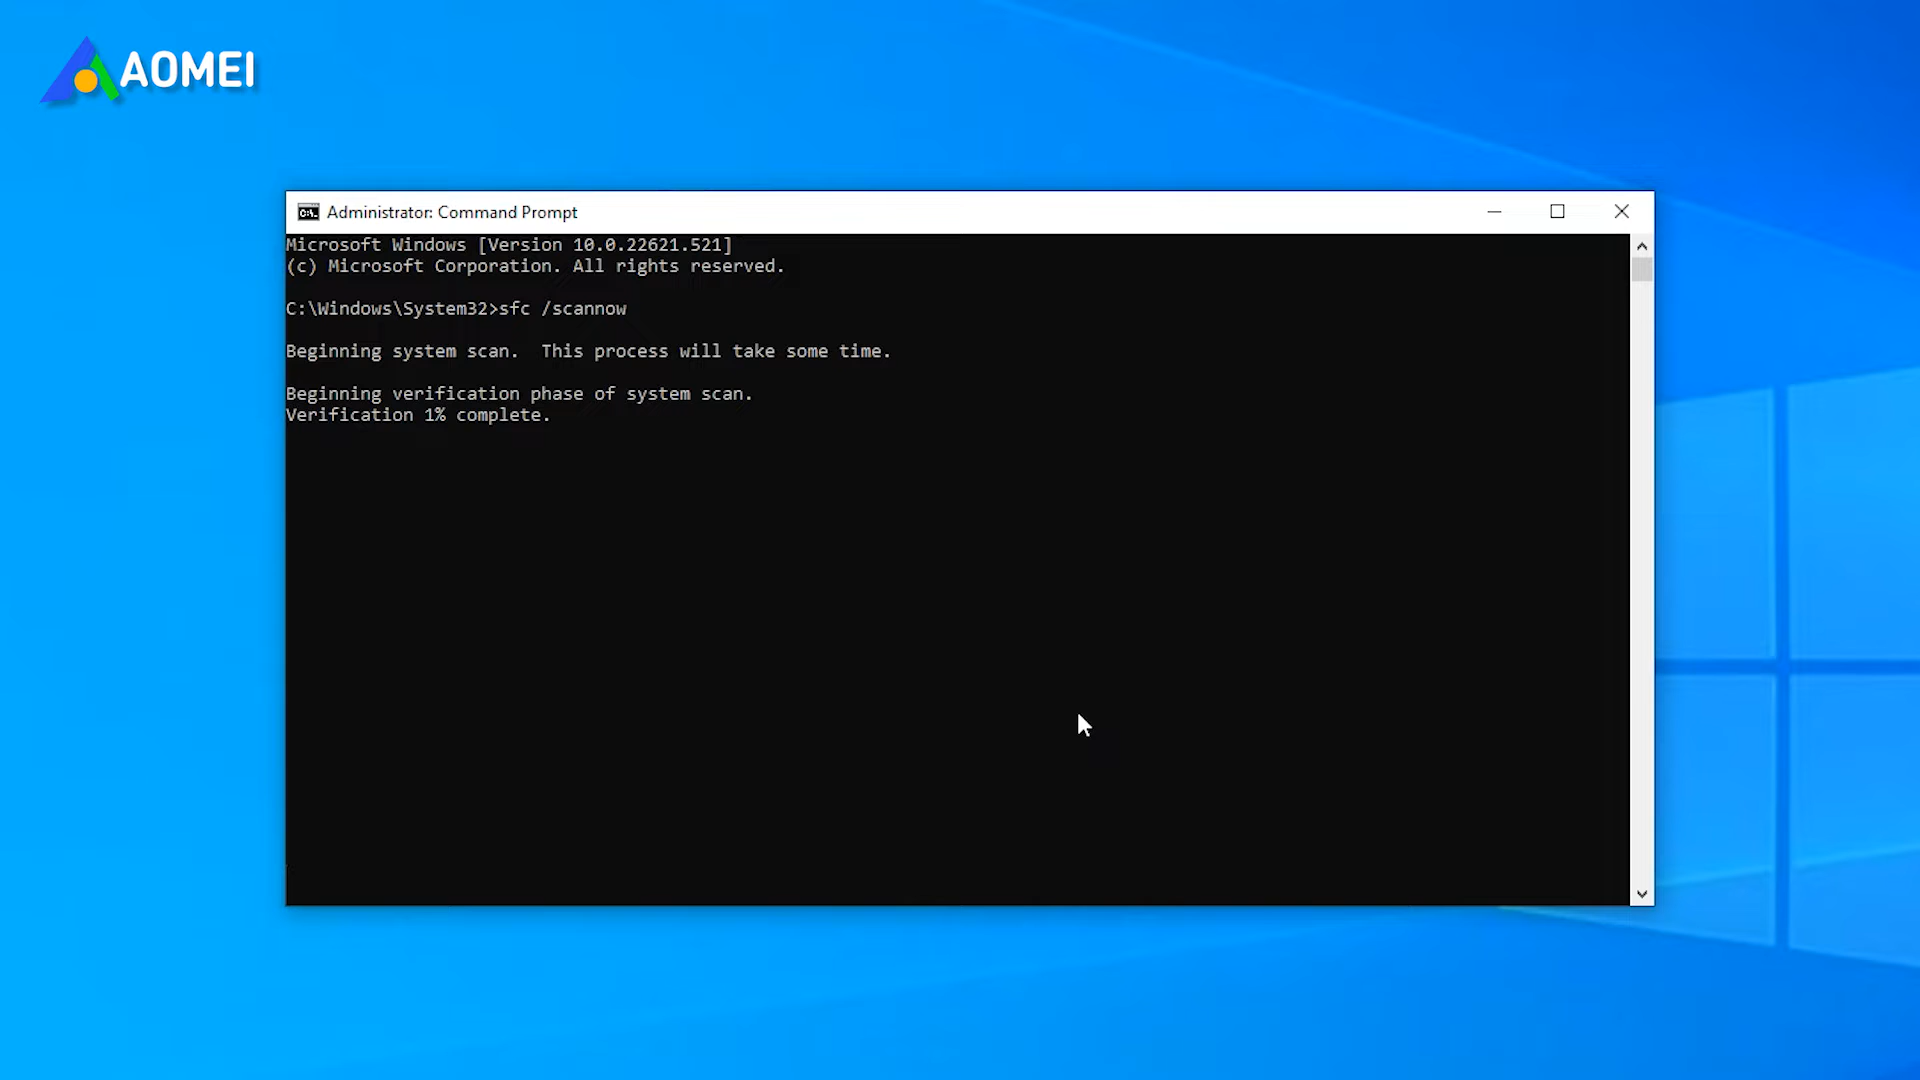 AOMEI
Administrator: Command Prompt
Microsoft Windows [Version 10.0.22621.521]
(c) Microsoft Corporation. All rights reserved.
C:\Windows\System32>sfc /scannow
Beginning system scan.  This process will take some time.
Beginning verification phase of system scan.
Verification 1% complete.